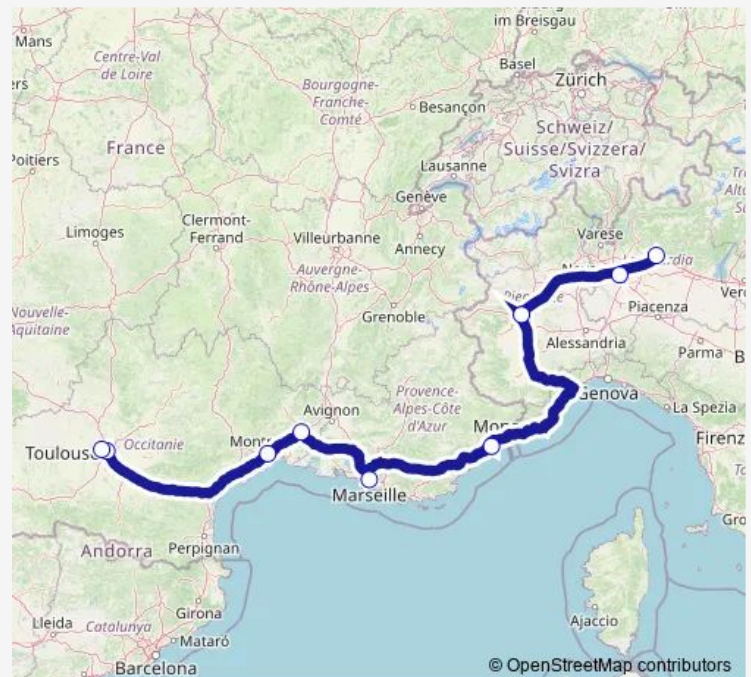 im Breisgau
Mans
Centre-Val
de Loire
Basel
Zürich
Bourgogne-
Franche-
Comté
Besançon
France
Schweiz/
Suisse/Svizzera/
Svizra
Poitiers
Lausanne
Genève
Limoges
Clermont-
Ferrand
Villeurbanne
Annecy
Varese
Auvergne-
Rhône-Alpes
Piacenza
Nouvelle-
Aquitaine
Grenoble
Alessandria
Parma
Provence-
Alpes-Côte
d'Azur
Genova
La Spezia
Avignon
Occitanie
Marseille
Andorra
Perpignan
Girona
Lleida
Catalunya
Mataró
Barcelona
Ajaccio
© OpenStreetMap contributors